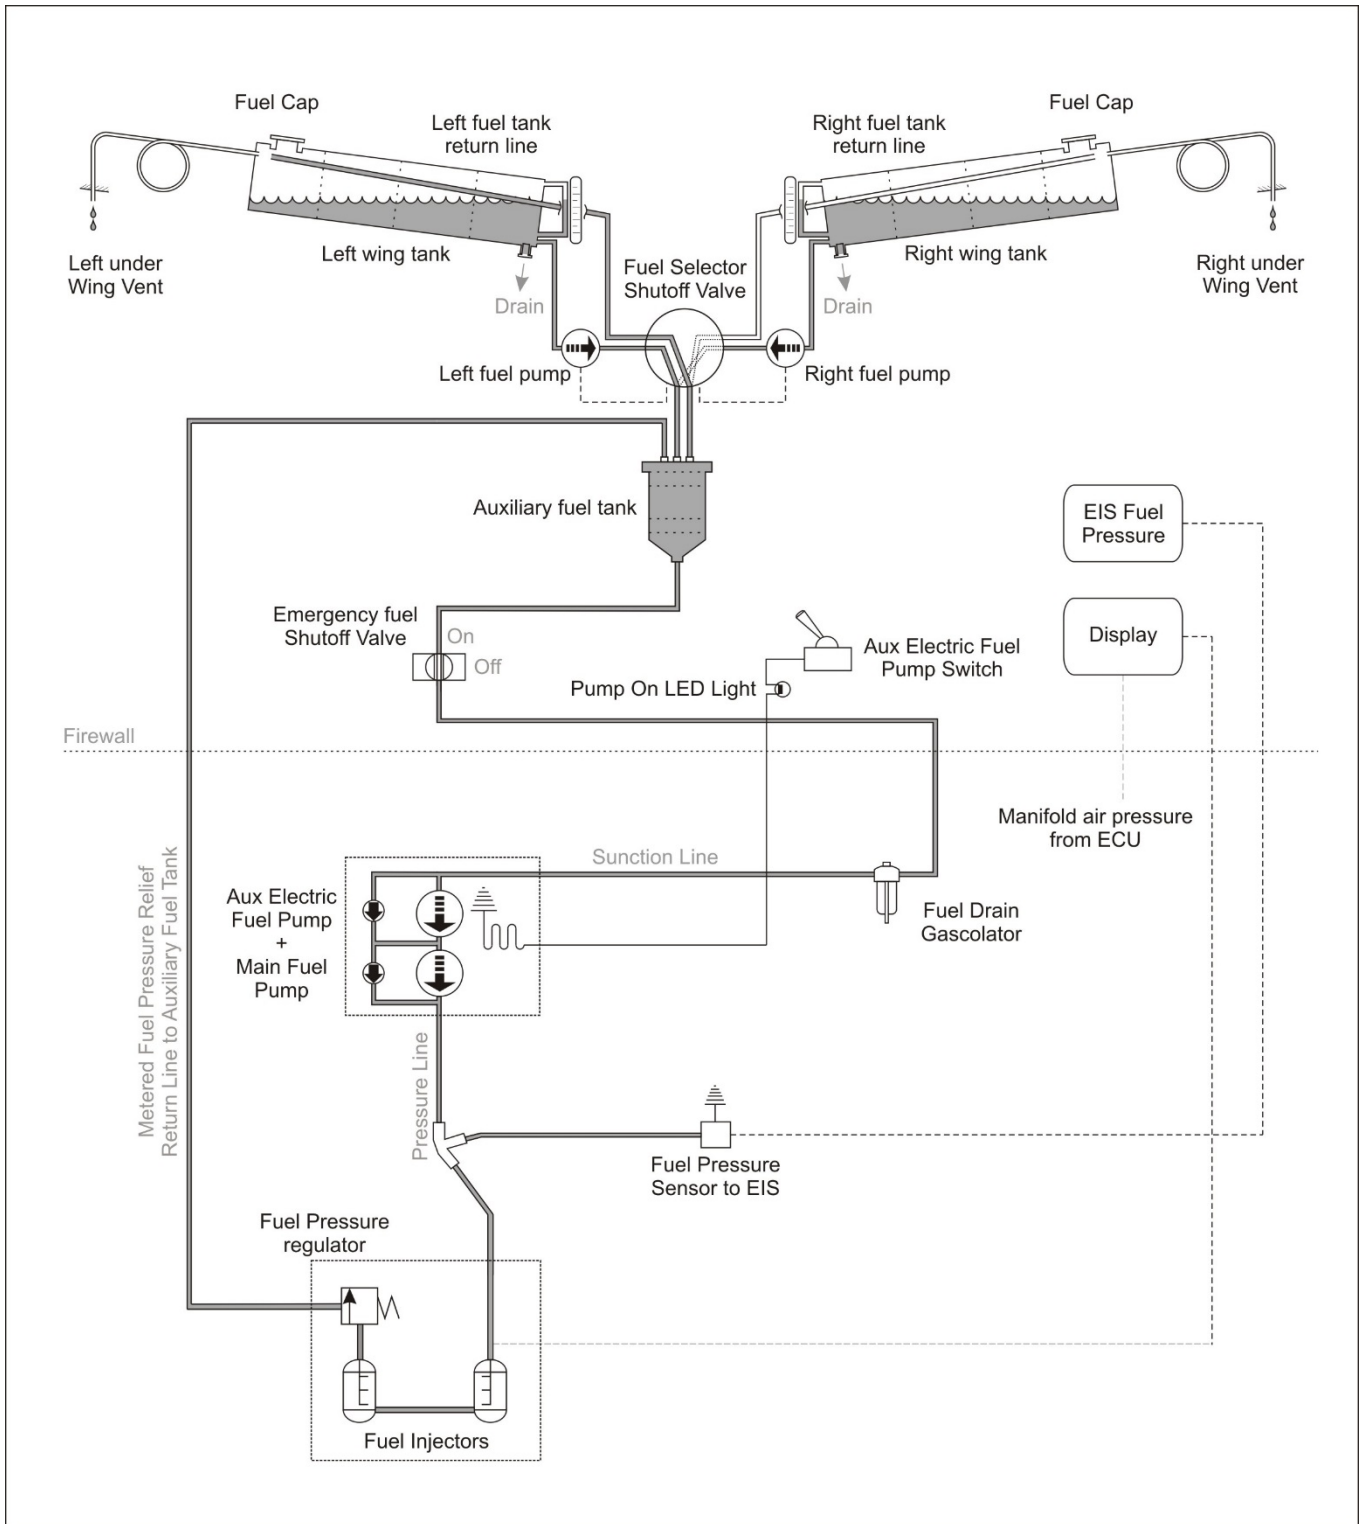 Fuel Cap
Fuel Cap
Left fuel tank
return line
Right fuel tank
return line
Left under
Wing Vent
Left wing tank
Drain
Fuel Selector
Shutoff Valve
Right wing tank
Drain
Right under
Wing Vent
Left fuel pump
Right fuel pump
Auxiliary fuel tank
EIS Fuel
Pressure
Emergency fuel
Shutoff Valve
On
Off
Display
Aux Electric Fuel
Pump Switch
Pump On LED Light
Firewall
Manifold air pressure
from ECU
Sunction Line
Aux Electric
Fuel Pump
+
Main Fuel
Pump
Fuel Drain
Gascolator
Metered Fuel Pressure Relief
Return Line to Auxiliary Fuel Tank
Pressure Line
Fuel Pressure
Sensor to EIS
Fuel Pressure
regulator
Fuel Injectors